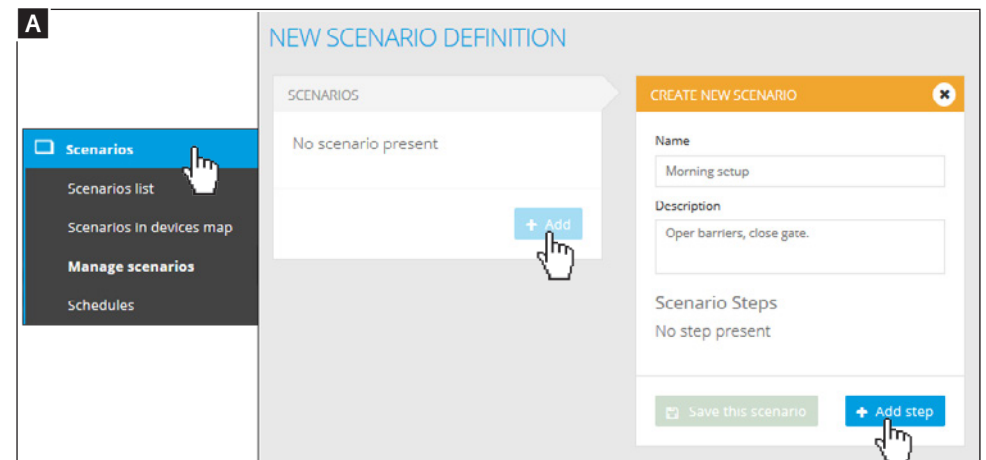 A
NEW SCENARIO DEFINITION
Scenarios
Scenarios list
Scenarios in devices map
Manage scenarios
Schedules
SCENARIOS
No scenario present
+ Add
CREATE NEW SCENARIO
Name
Morning setup
Description
Oper barriers, close gate.
Scenario Steps
No step present
Save this scenario
+ Add step